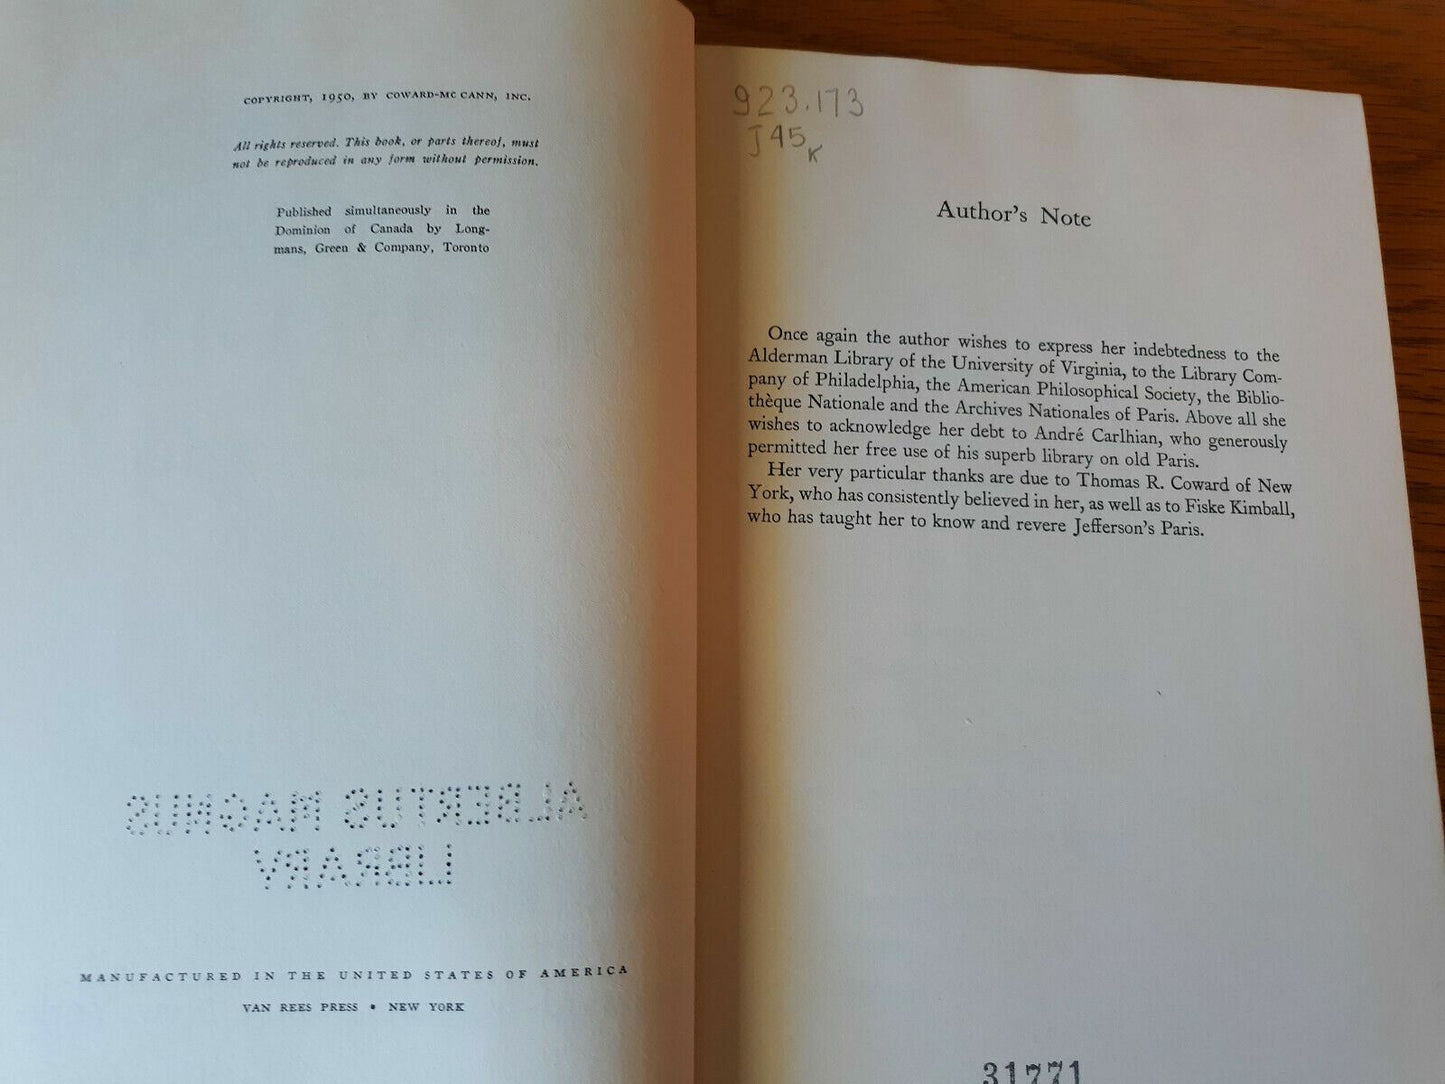 COPYRIGHT, 1950, BY COWARD-MC CANN, INC.
All rights reserved. This book, or parts thereof, must
not be reproduced in any form without permission.
Published simultaneously in the
Dominion of Canada by Long-
mans, Green & Company, Toronto
ALBERTUS MAGNUS
LIBRARY
MANUFACTURED IN THE UNITED STATES OF AMERICA
VAN REES PRESS • NEW YORK
923.173
J45K
Author's Note
Once again the author wishes to express her indebtedness to the
Alderman Library of the University of Virginia, to the Library Com-
pany of Philadelphia, the American Philosophical Society, the Biblio-
thèque Nationale and the Archives Nationales of Paris. Above all she
wishes to acknowledge her debt to André Carlhian, who generously
permitted her free use of his superb library on old Paris.
Her very particular thanks are due to Thomas R. Coward of New
York, who has consistently believed in her, as well as to Fiske Kimball,
who has taught her to know and revere Jefferson's Paris.
31771